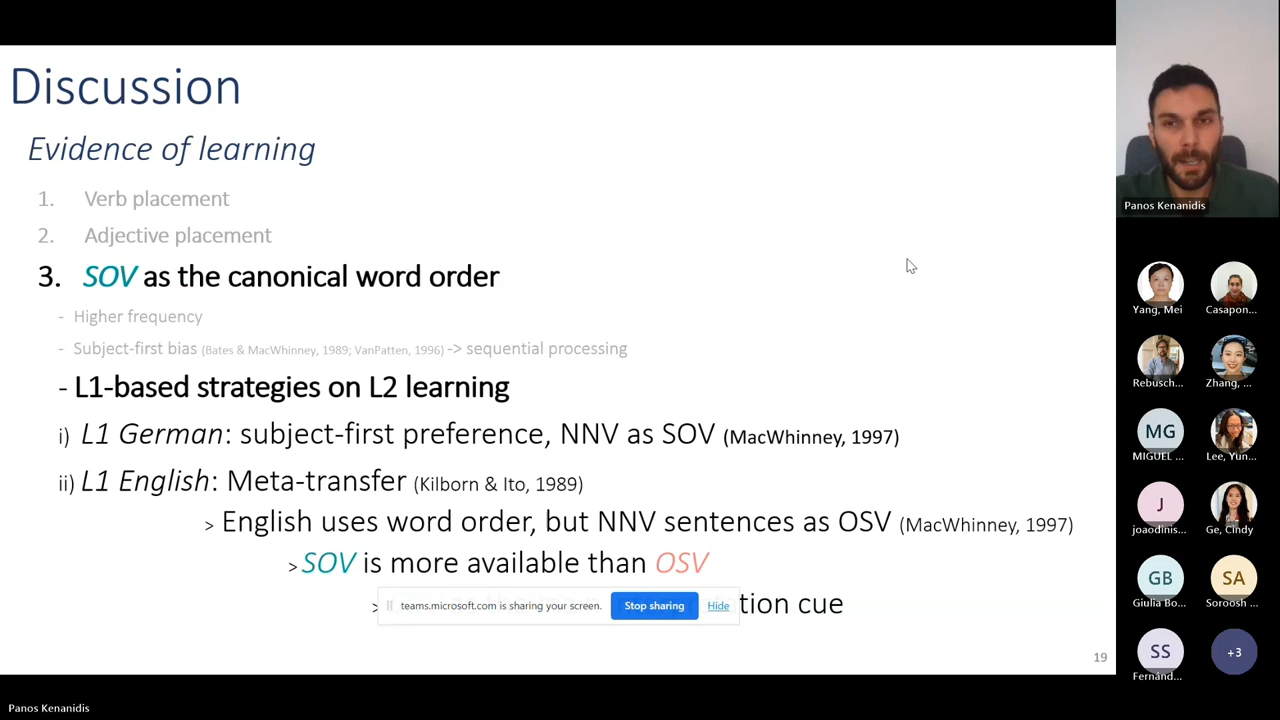 Discussion
Evidence of learning
1. Verb placement
2. Adjective placement
3. SOV as the canonical word order
- Higher frequency
- Subject-first bias (Bates & MacWhinney, 1989; VanPatten, 1996) -> sequential processing
- L1-based strategies on L2 learning
i) L1 German: subject-first preference, NNV as SOV (MacWhinney, 1997)
ii) L1 English: Meta-transfer (Kilborn & Ito, 1989)
> English uses word order, but NNV sentences as OSV (MacWhinney, 1997)
> SOV is more available than OSV
> tion cue
teams.microsoft.com is sharing your screen. Stop sharing Hide
19
Panos Kenanidis
Yang, Mei
Casapon...
Rebusch...
Zhang, ...
MG
MIGUEL ...
Lee, Yun...
J
joaodinis...
Ge, Cindy
GB
Giulia Bo...
SA
Soroosh ...
SS
Fernánd...
+3
Panos Kenanidis